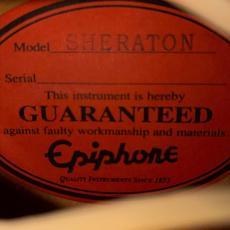 Model SHERATON
Serial
This instrument is hereby
GUARANTEED
against faulty workmanship and materials.
Epiphone
QUALITY INSTRUMENTS SINCE 1873